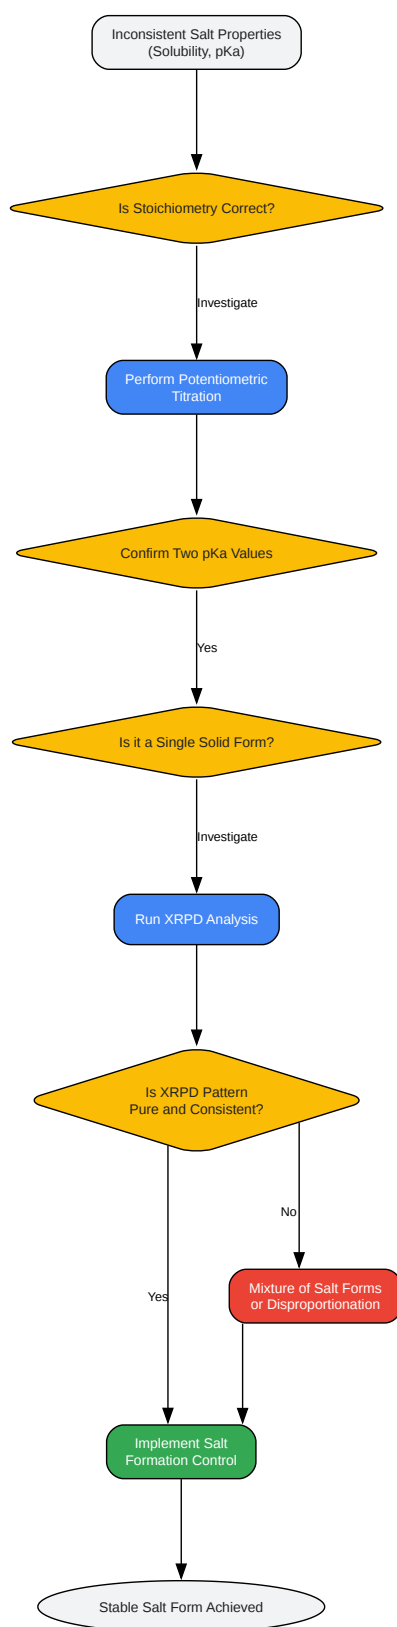 Inconsistent Salt Properties
(Solubility, pKa)
Is Stoichiometry Correct?
Investigate
Perform Potentiometric
Titration
Confirm Two pKa Values
Yes
Is it a Single Solid Form?
Investigate
Run XRPD Analysis
Is XRPD Pattern
Pure and Consistent?
No
Mixture of Salt Forms
or Disproportionation
Yes
Implement Salt
Formation Control
Stable Salt Form Achieved